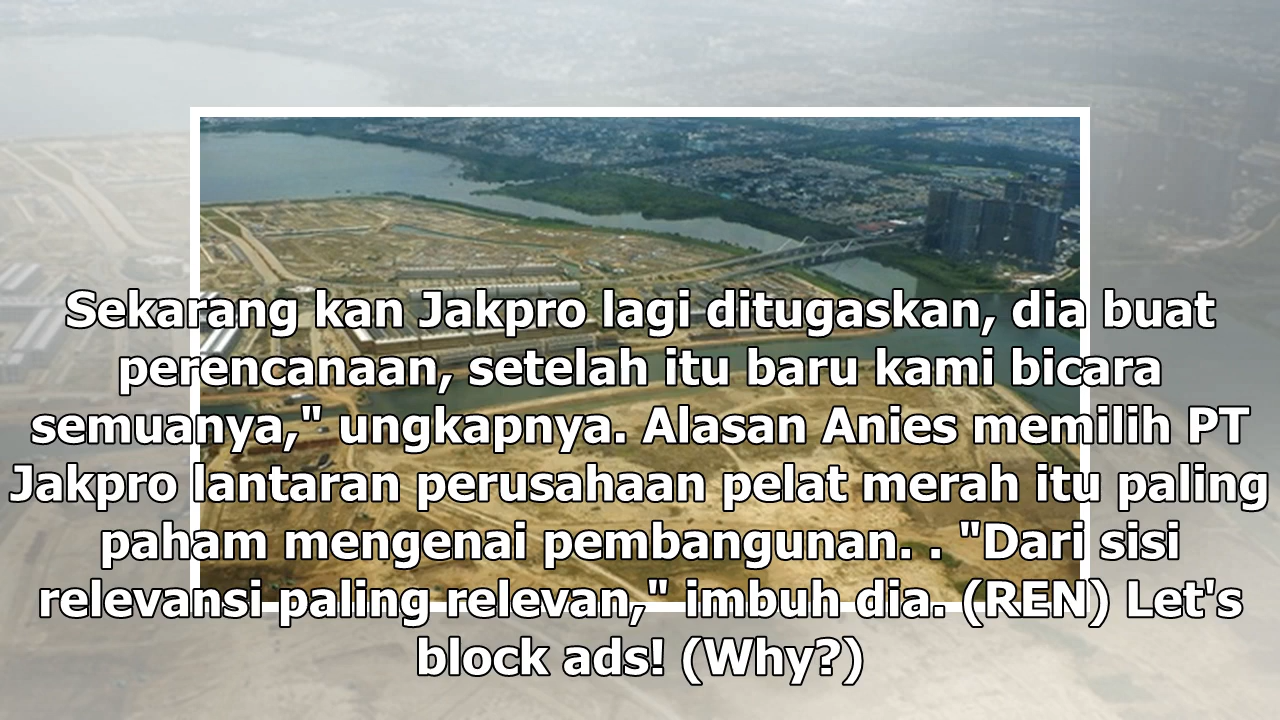 Sekarang kan Jakpro lagi ditugaskan, dia buat
perencanaan, setelah itu baru kami bicara
semuanya," ungkapnya. Alasan Anies memilih PT
Jakpro lantaran perusahaan pelat merah itu paling
paham mengenai pembangunan. . "Dari sisi
relevansi paling relevan," imbuh dia. (REN) Let's
block ads! (Why?)